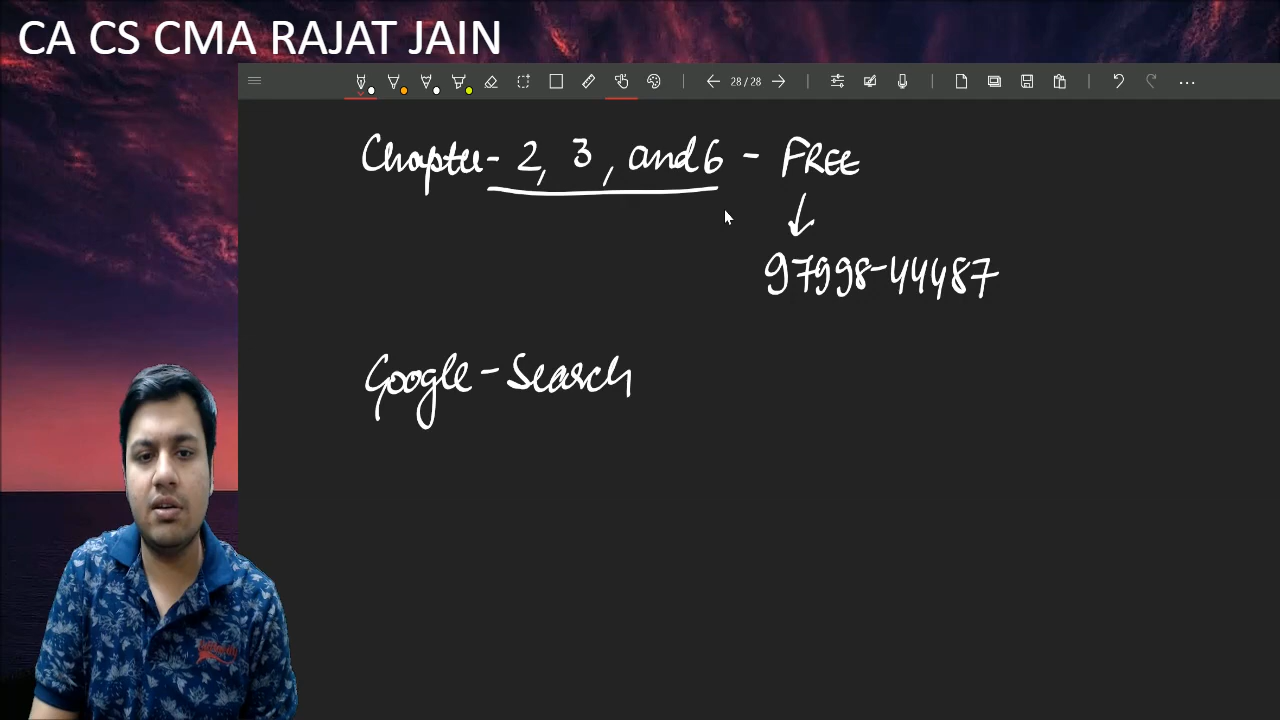 CA CS CMA RAJAT JAIN
28 / 28
Chapter- 2, 3, and 6 - FREE
97998-44487
Google - Search